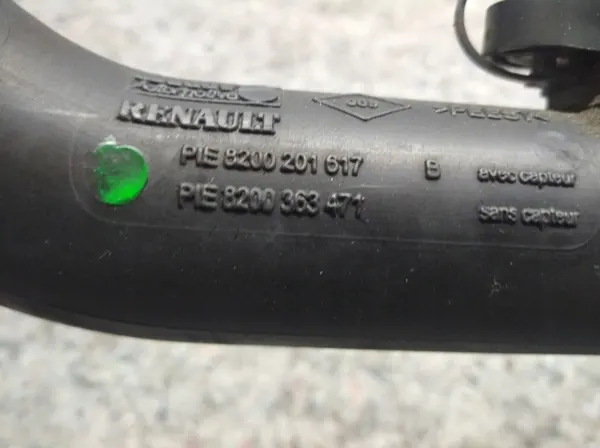 RENAULT
PIE 8200 201 617 B avec capteur
PIE 8200 363 471 sans capteur